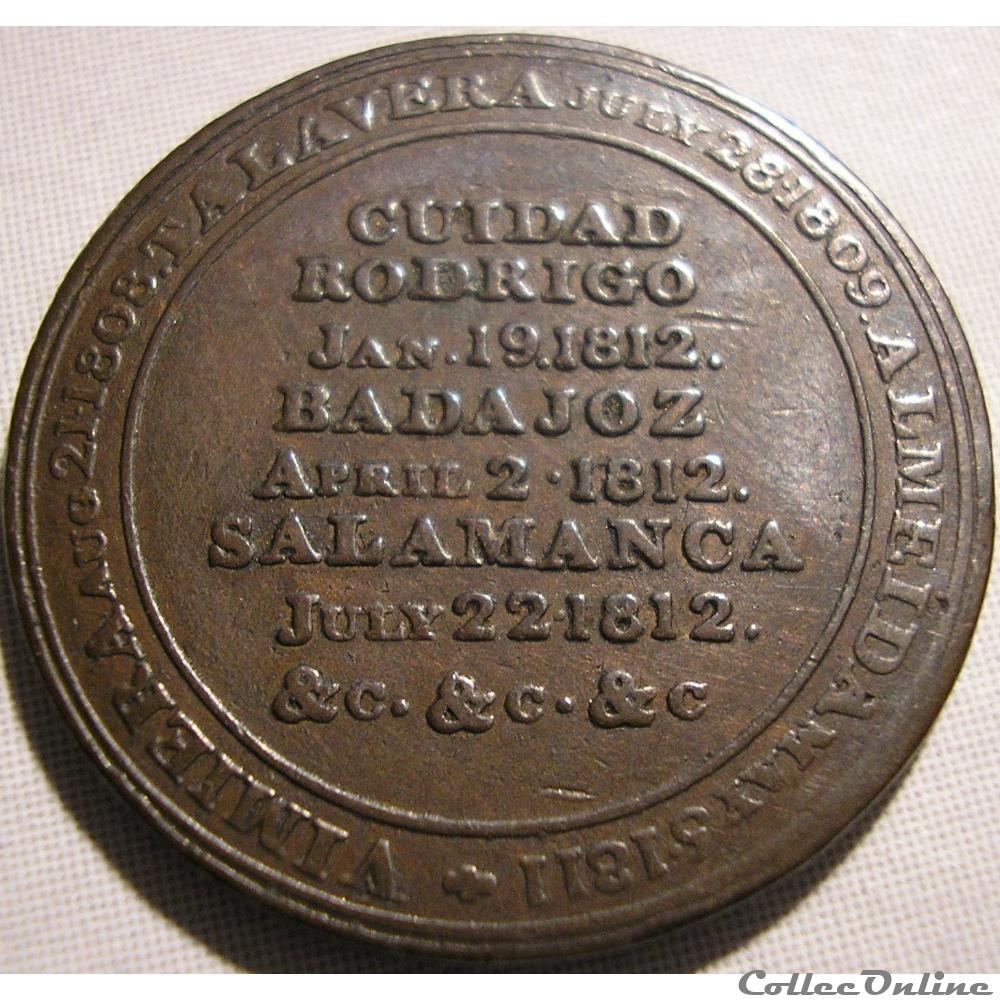 VIMIERA AUG 21·1808. TALAVERA JULY 28·1809. ALMEIDA MAY 5·1811
CUIDAD
RODRIGO
JAN. 19.1812.
BADAJOZ
APRIL 2·1812.
SALAMANCA
JULY 22·1812.
&C. &C. &C
CollecOnline